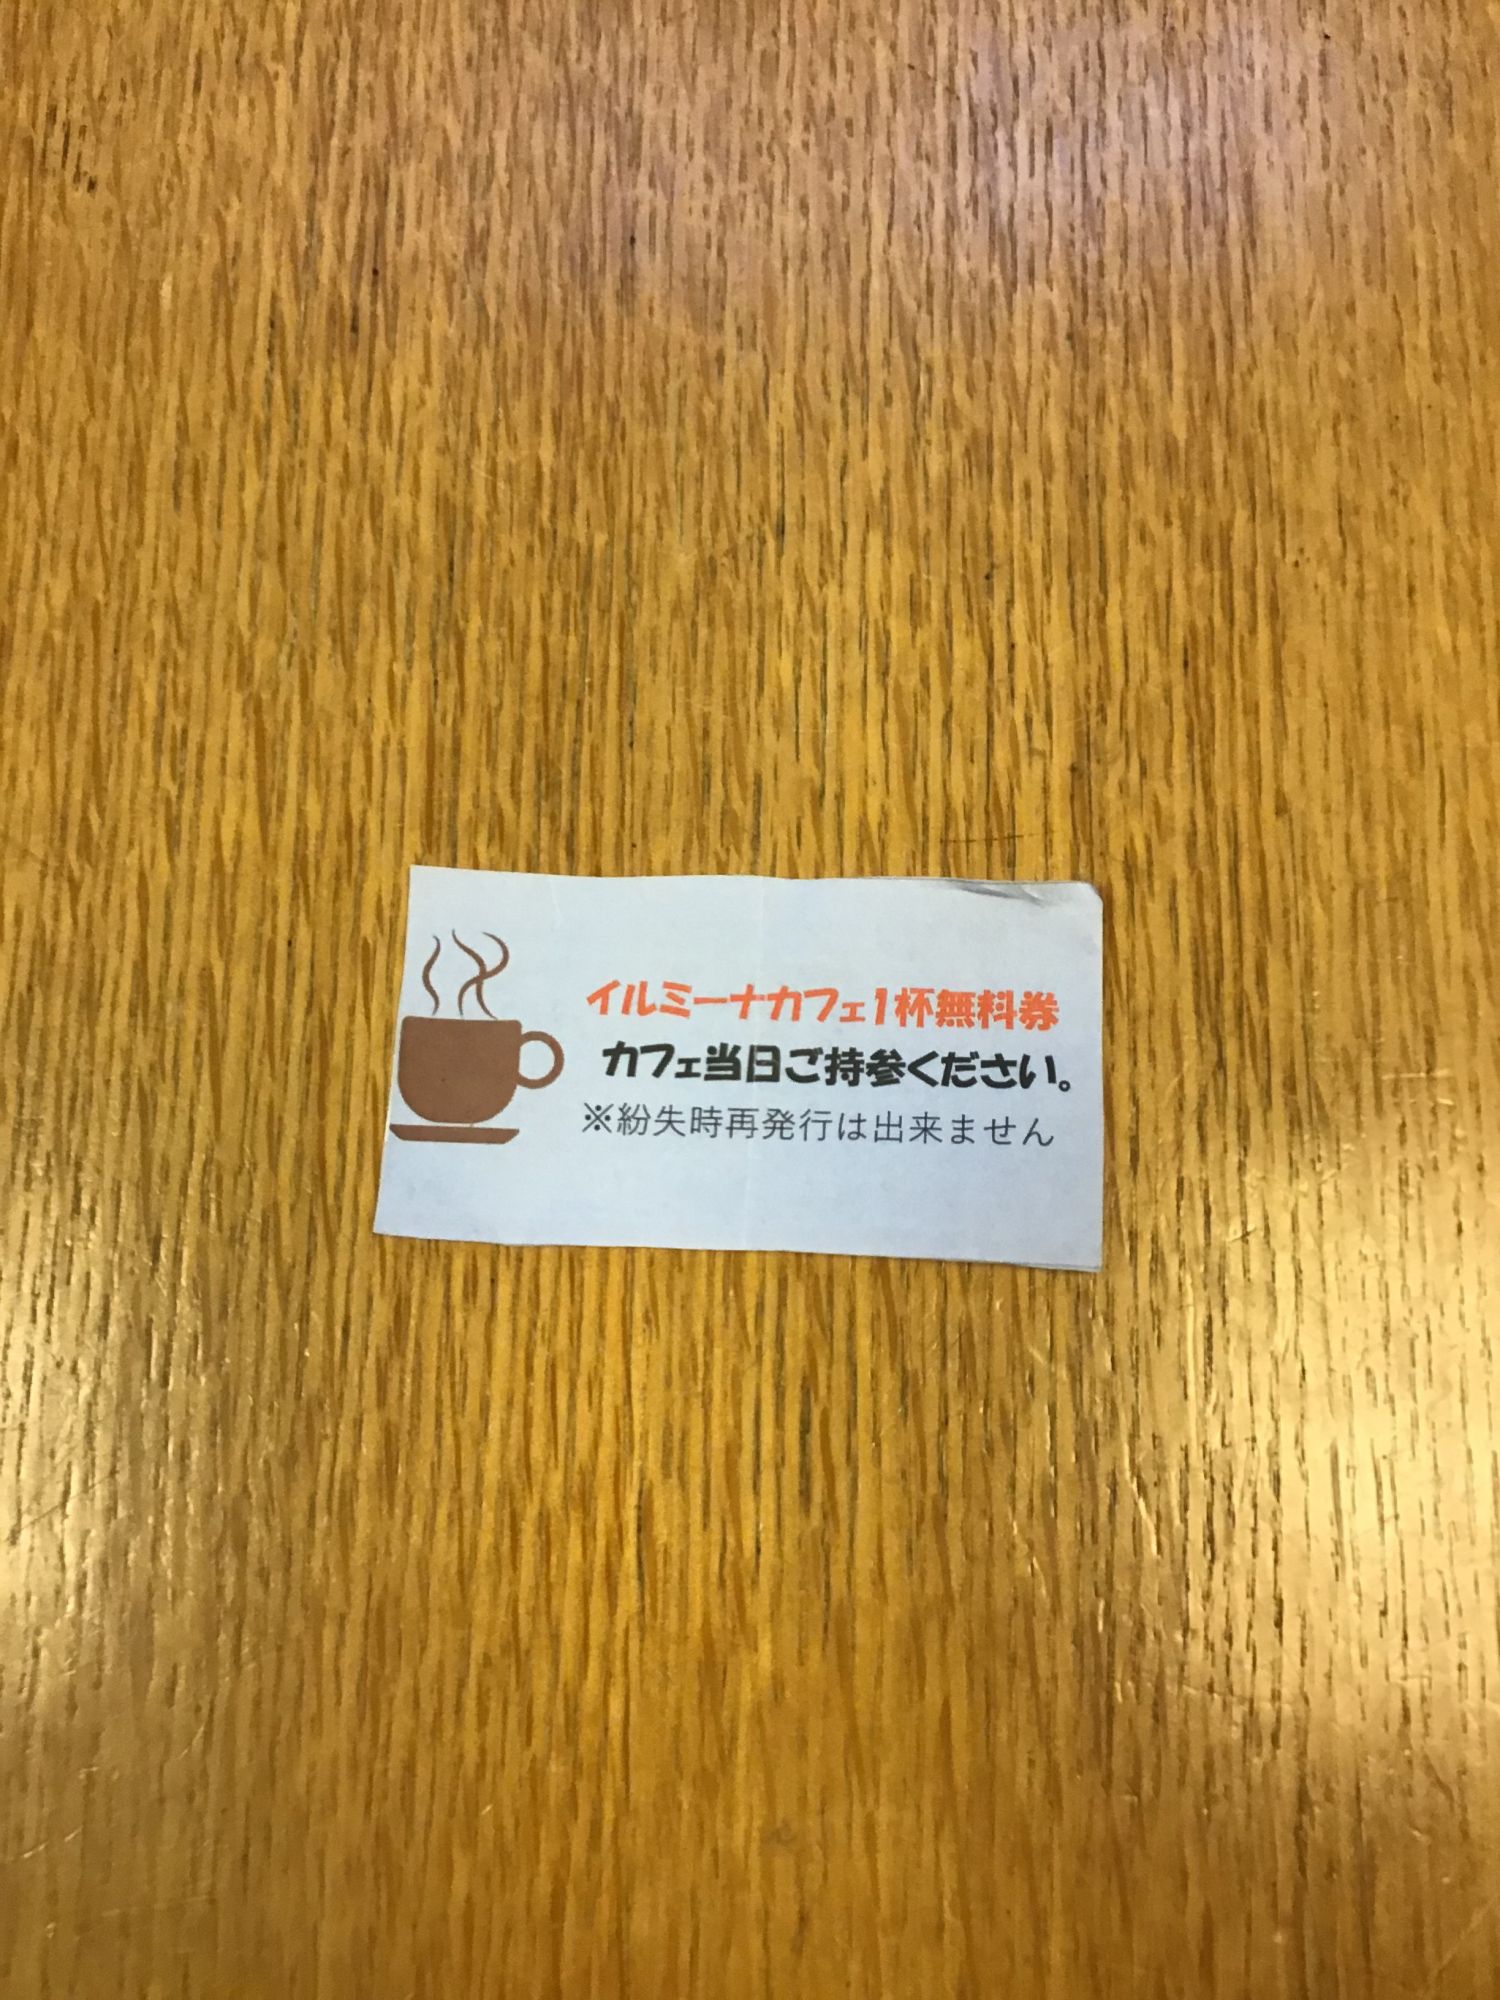 イルミーナカフェ1杯無料券
カフェ当日ご持参ください。
※紛失時再発行は出来ません